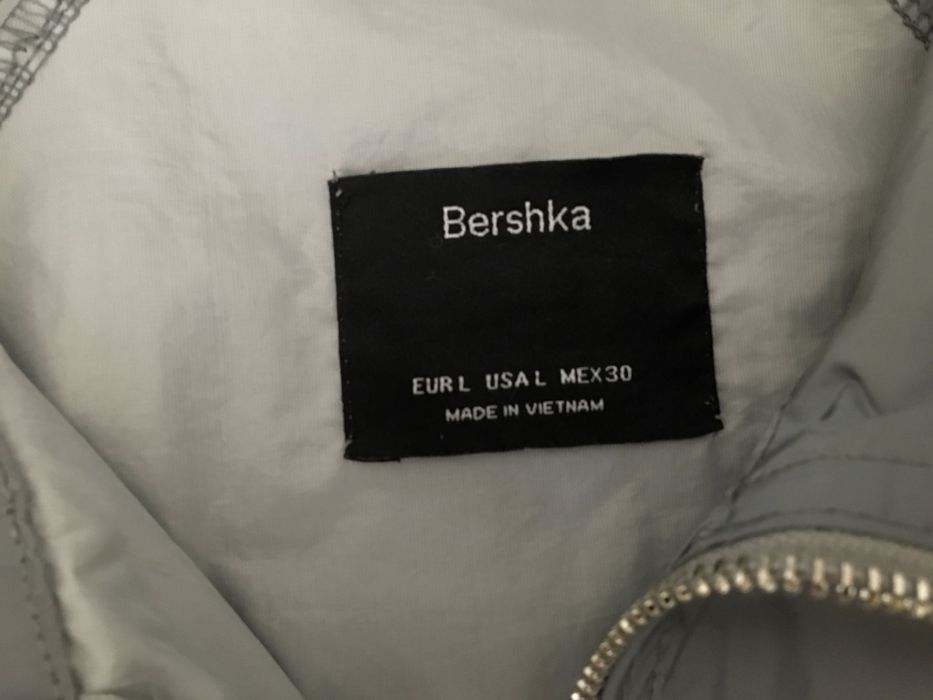 Bershka
EUR L USA L MEX 30
MADE IN VIETNAM